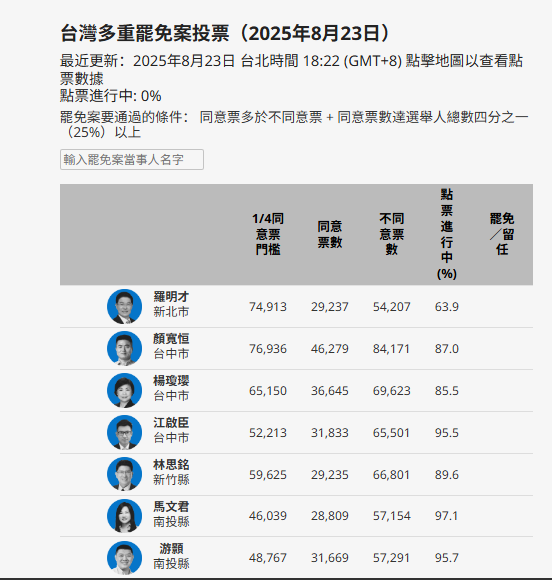 台灣多重罷免案投票（2025年8月23日）
最近更新：2025年8月23日 台北時間 18:22 (GMT+8) 點擊地圖以查看點
票數據
點票進行中: 0%
罷免案要通過的條件： 同意票多於不同意票 + 同意票數達選舉人總數四分之一
（25%）以上
輸入罷免案當事人名字
1/4同意票門檻 同意票數 不同意票數 點票進行中(%) 罷免／留任
羅明才
新北市 74,913 29,237 54,207 63.9
顏寬恒
台中市 76,936 46,279 84,171 87.0
楊瓊瓔
台中市 65,150 36,645 69,623 85.5
江啟臣
台中市 52,213 31,833 65,501 95.5
林思銘
新竹縣 59,625 29,235 66,801 89.6
馬文君
南投縣 46,039 28,809 57,154 97.1
游顥
南投縣 48,767 31,669 57,291 95.7